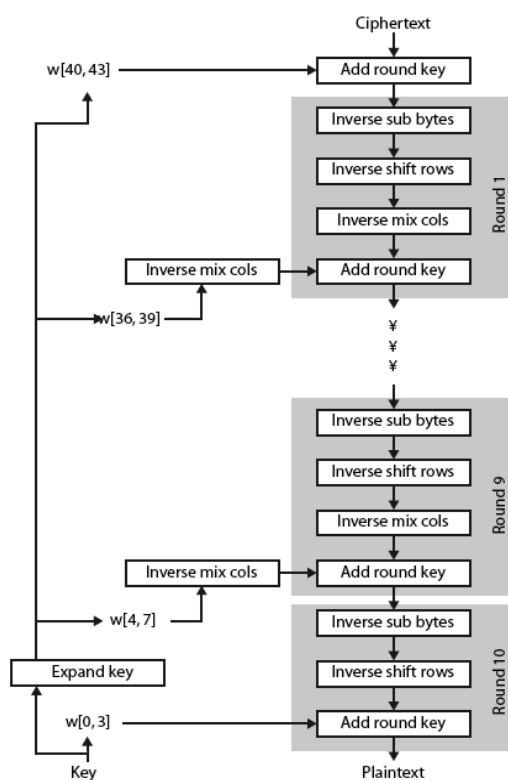 Ciphertext
w[40, 43]
Add round key
Inverse sub bytes
Inverse shift rows
Inverse mix cols
Inverse mix cols
Add round key
Round 1
w[36, 39]
¥
¥
¥
Inverse sub bytes
Inverse shift rows
Inverse mix cols
Inverse mix cols
Add round key
Round 9
w[4, 7]
Inverse sub bytes
Expand key
Inverse shift rows
w[0, 3]
Add round key
Round 10
Key
Plaintext